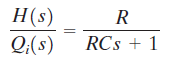 H(s)/Qᵢ(s) = R/(RCs + 1)